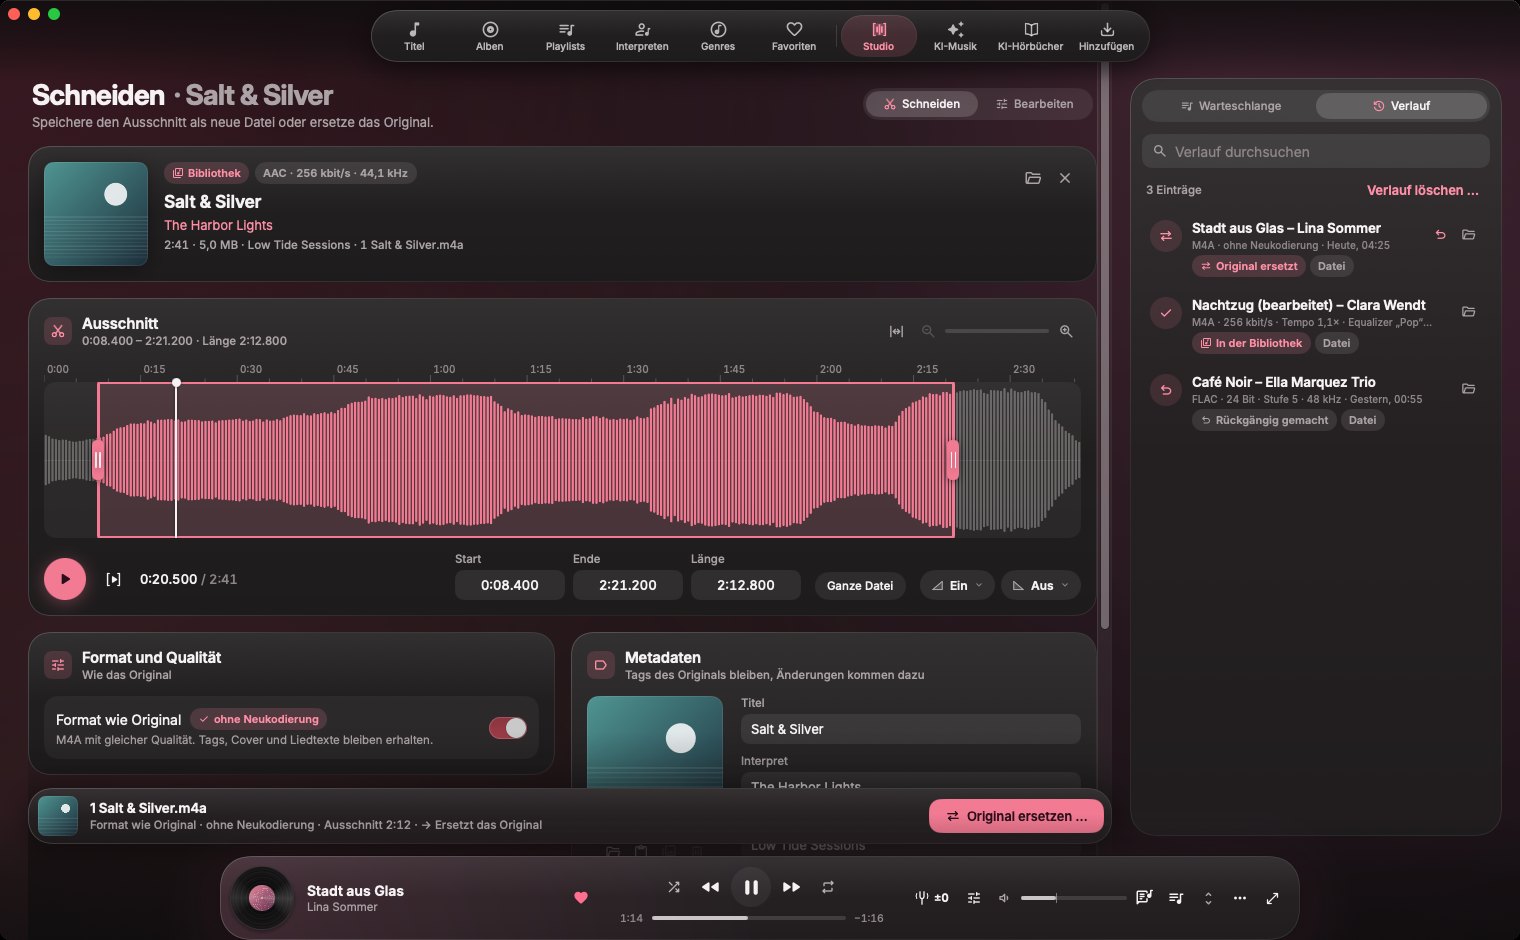 Titel
Alben
Playlists
Interpreten
Genres
Favoriten
Studio
KI-Musik
KI-Hörbücher
Hinzufügen
Schneiden · Salt & Silver
Speichere den Ausschnitt als neue Datei oder ersetze das Original.
Schneiden
Bearbeiten
Bibliothek
AAC · 256 kbit/s · 44,1 kHz
Salt & Silver
The Harbor Lights
2:41 · 5,0 MB · Low Tide Sessions · 1 Salt & Silver.m4a
Ausschnitt
0:08.400 – 2:21.200 · Länge 2:12.800
0:00 0:15 0:30 0:45 1:00 1:15 1:30 1:45 2:00 2:15 2:30
0:20.500 / 2:41
Start
0:08.400
Ende
2:21.200
Länge
2:12.800
Ganze Datei
Ein
Aus
Format und Qualität
Wie das Original
Format wie Original
ohne Neukodierung
M4A mit gleicher Qualität. Tags, Cover und Liedtexte bleiben erhalten.
Metadaten
Tags des Originals bleiben, Änderungen kommen dazu
Titel
Salt & Silver
Interpret
The Harbor Lights
Low Tide Sessions
1 Salt & Silver.m4a
Format wie Original · ohne Neukodierung · Ausschnitt 2:12 · → Ersetzt das Original
Original ersetzen ...
Warteschlange
Verlauf
Verlauf durchsuchen
3 Einträge
Verlauf löschen ...
Stadt aus Glas – Lina Sommer
M4A · ohne Neukodierung · Heute, 04:25
Original ersetzt
Datei
Nachtzug (bearbeitet) – Clara Wendt
M4A · 256 kbit/s · Tempo 1,1× · Equalizer „Pop“...
In der Bibliothek
Datei
Café Noir – Ella Marquez Trio
FLAC · 24 Bit · Stufe 5 · 48 kHz · Gestern, 00:55
Rückgängig gemacht
Datei
Stadt aus Glas
Lina Sommer
1:14
−1:16
±0